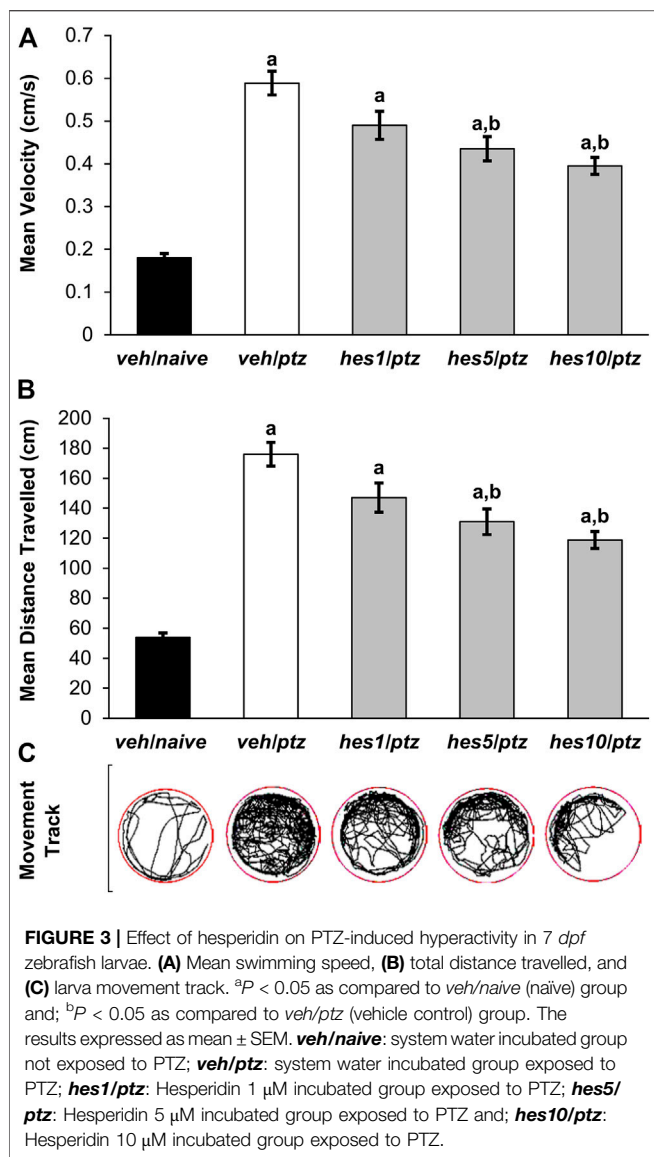 A
Mean Velocity (cm/s)
0.7
0.6
0.5
0.4
0.3
0.2
0.1
0
a
a
a,b
a,b
veh/naive veh/ptz hes1/ptz hes5/ptz hes10/ptz
B
Mean Distance Travelled (cm)
200
180
160
140
120
100
80
60
40
20
0
a
a
a,b
a,b
veh/naive veh/ptz hes1/ptz hes5/ptz hes10/ptz
C
Movement
Track
FIGURE 3 | Effect of hesperidin on PTZ-induced hyperactivity in 7 dpf
zebrafish larvae. (A) Mean swimming speed, (B) total distance travelled, and
(C) larva movement track. ᵃP < 0.05 as compared to veh/naive (naïve) group
and; ᵇP < 0.05 as compared to veh/ptz (vehicle control) group. The
results expressed as mean ± SEM. veh/naive: system water incubated group
not exposed to PTZ; veh/ptz: system water incubated group exposed to
PTZ; hes1/ptz: Hesperidin 1 μM incubated group exposed to PTZ; hes5/
ptz: Hesperidin 5 μM incubated group exposed to PTZ and; hes10/ptz:
Hesperidin 10 μM incubated group exposed to PTZ.